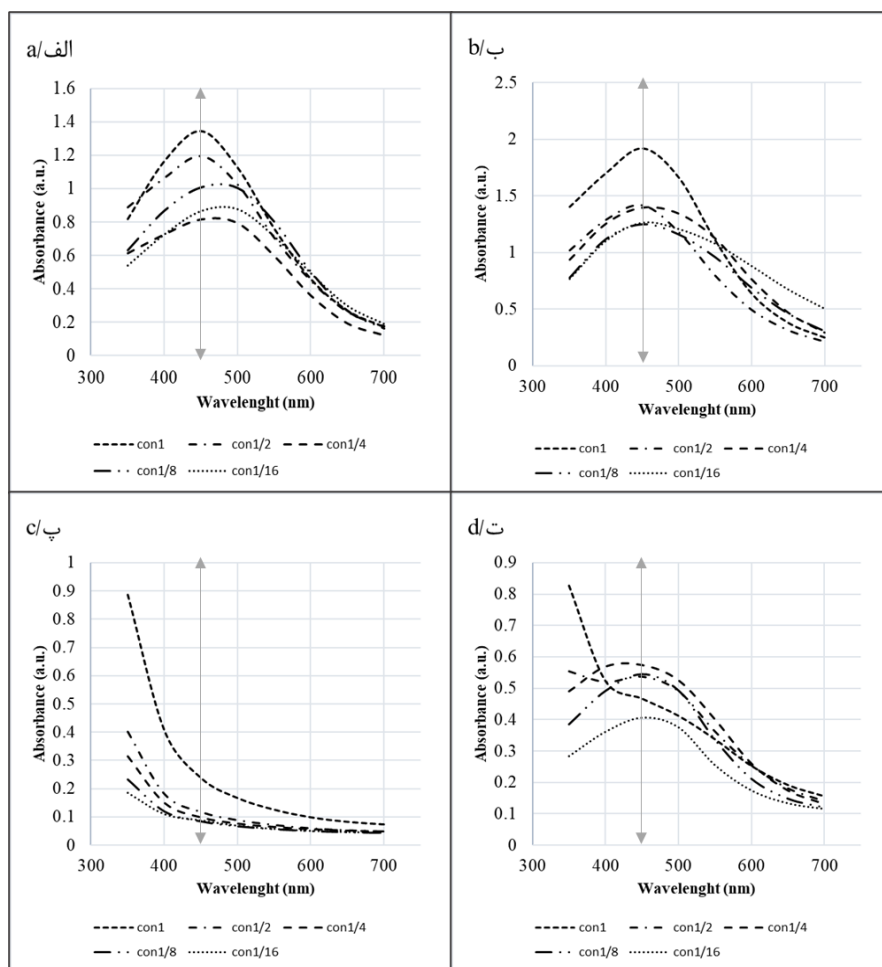 a/الف
1.6
1.4
1.2
1
0.8
0.6
0.4
0.2
0
Absorbance (a.u.)
300 400 500 600 700
Wavelenght (nm)
con1 con1/2 con1/4
con1/8 con1/16
b/ب
2.5
2
1.5
1
0.5
0
Absorbance (a.u.)
300 400 500 600 700
Wavelenght (nm)
con1 con1/2 con1/4
con1/8 con1/16
c/پ
1
0.9
0.8
0.7
0.6
0.5
0.4
0.3
0.2
0.1
0
Absorbance (a.u.)
300 400 500 600 700
Wavelenght (nm)
con1 con1/2 con1/4
con1/8 con1/16
d/ت
0.9
0.8
0.7
0.6
0.5
0.4
0.3
0.2
0.1
0
Absorbance (a.u.)
300 400 500 600 700
Wavelenght (nm)
con1 con1/2 con1/4
con1/8 con1/16